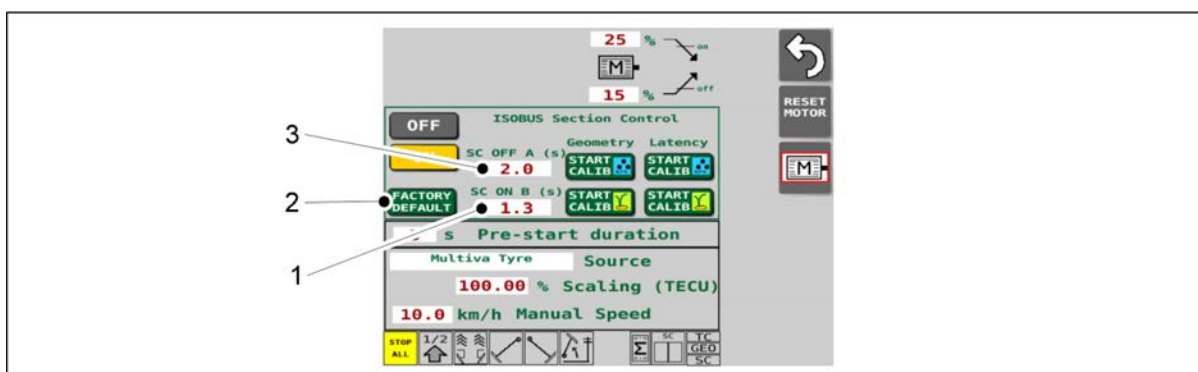 25 %
on
M
15 %
off
RESET
MOTOR
OFF
ISOBUS Section Control
Geometry Latency
3
SC OFF A (s)
2.0
START
CALIB
START
CALIB
M
2
FACTORY
DEFAULT
SC ON B (s)
1.3
START
CALIB
START
CALIB
s Pre-start duration
1
Multiva Tyre Source
100.00 % Scaling (TECU)
10.0 km/h Manual Speed
STOP
ALL
1/2
Σ
SC
TC
GEO
SC